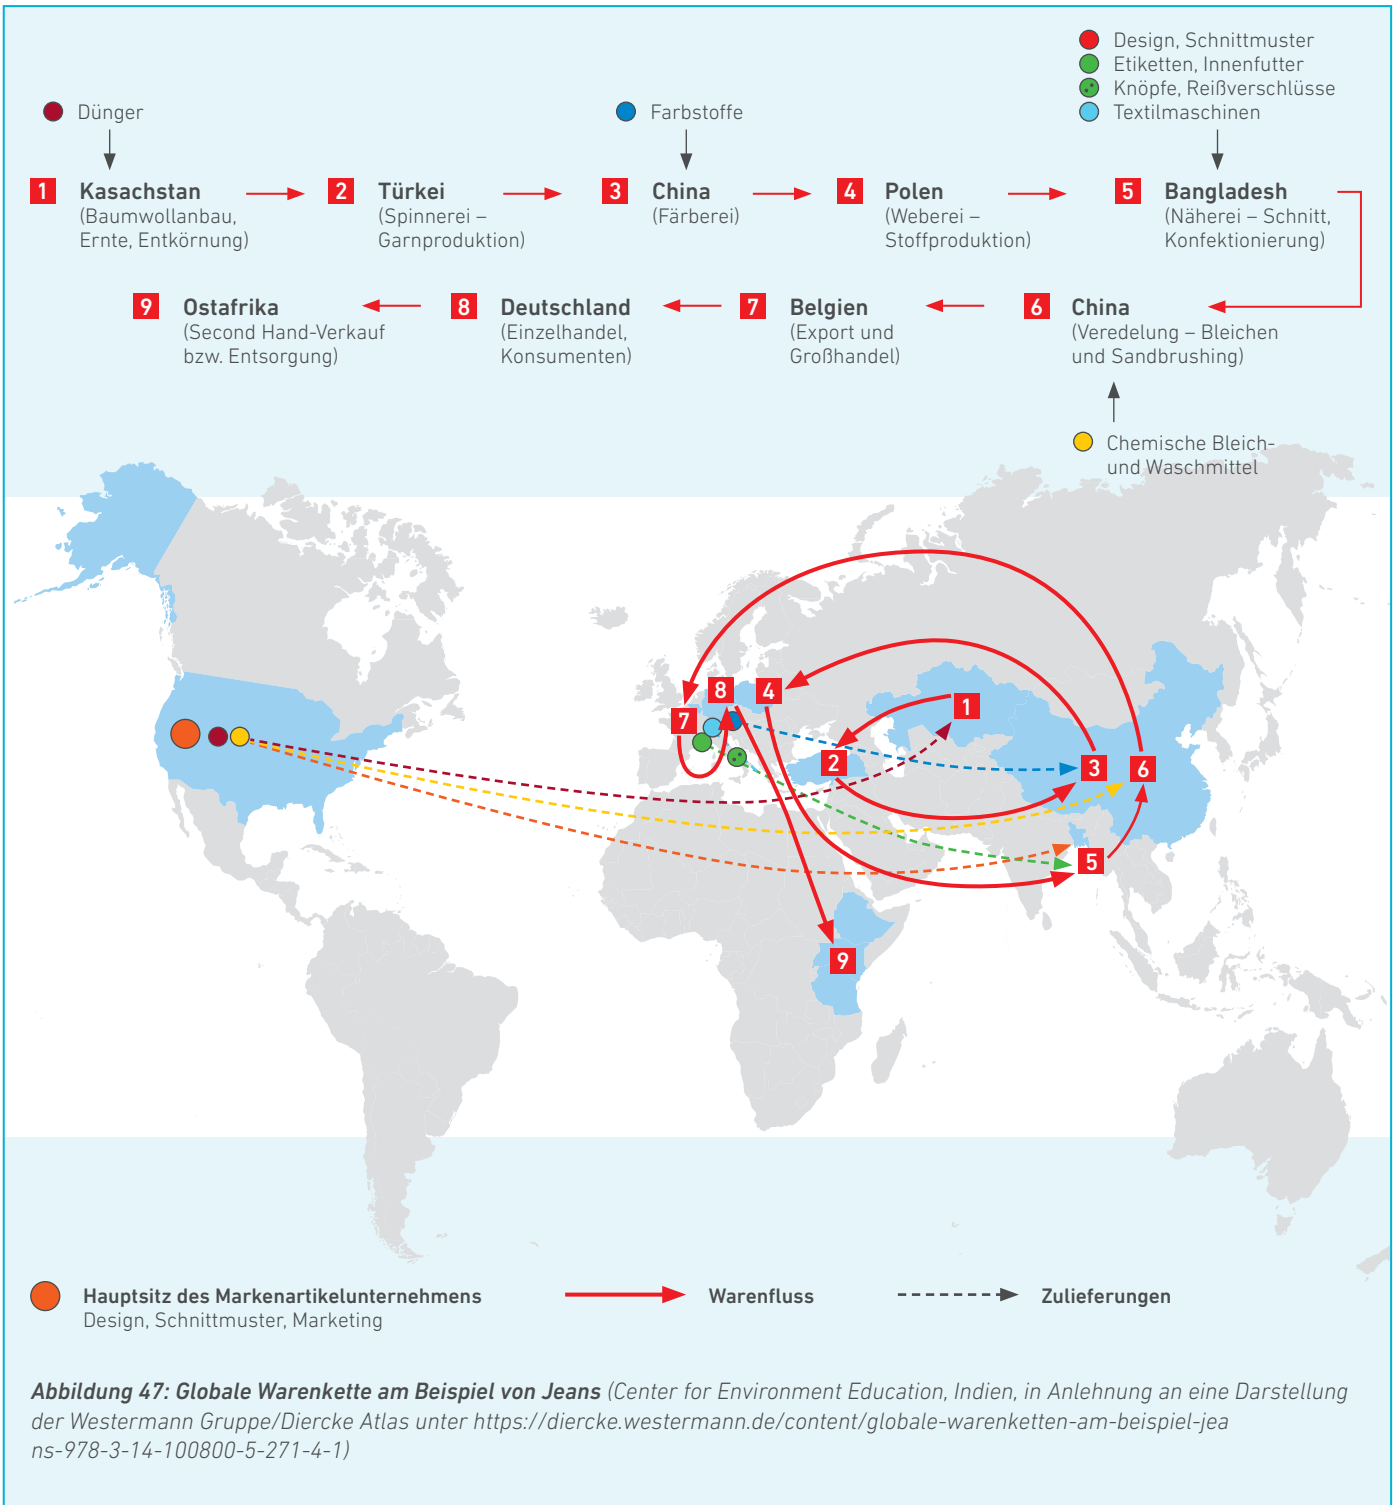 Design, Schnittmuster
Etiketten, Innenfutter
Knöpfe, Reißverschlüsse
Textilmaschinen
Dünger
Farbstoffe
1 Kasachstan
(Baumwollanbau,
Ernte, Entkörnung)
2 Türkei
(Spinnerei –
Garnproduktion)
3 China
(Färberei)
4 Polen
(Weberei –
Stoffproduktion)
5 Bangladesh
(Näherei – Schnitt,
Konfektionierung)
9 Ostafrika
(Second Hand-Verkauf
bzw. Entsorgung)
8 Deutschland
(Einzelhandel,
Konsumenten)
7 Belgien
(Export und
Großhandel)
6 China
(Veredelung – Bleichen
und Sandbrushing)
Chemische Bleich-
und Waschmittel
8
4
7
1
2
3
6
5
9
Hauptsitz des Markenartikelunternehmens
Design, Schnittmuster, Marketing
Warenfluss
Zulieferungen
Abbildung 47: Globale Warenkette am Beispiel von Jeans (Center for Environment Education, Indien, in Anlehnung an eine Darstellung
der Westermann Gruppe/Diercke Atlas unter https://diercke.westermann.de/content/globale-warenketten-am-beispiel-jea
ns-978-3-14-100800-5-271-4-1)